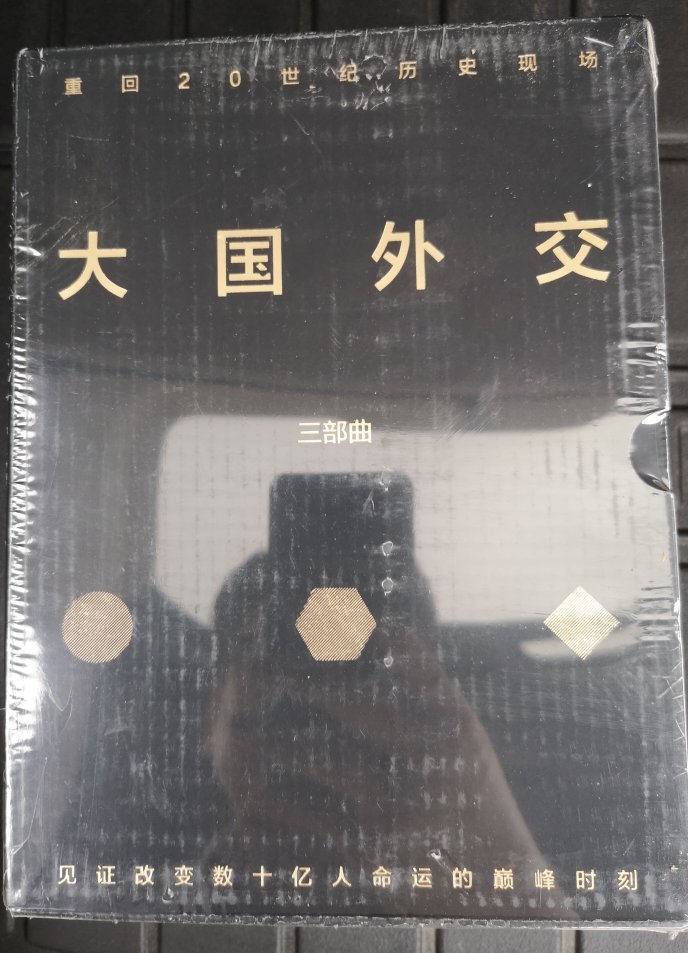 重回20世纪历史现场
大国外交
三部曲
见证改变数十亿人命运的巅峰时刻